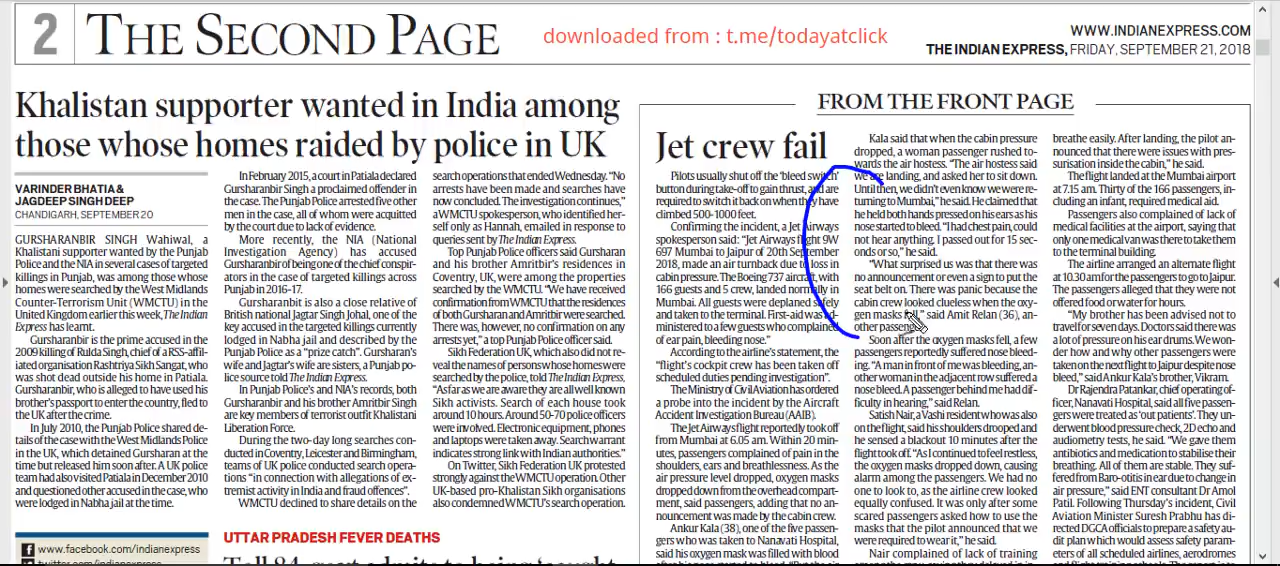 2
THE SECOND PAGE
downloaded from : t.me/todayatclick
WWW.INDIANEXPRESS.COM
THE INDIAN EXPRESS, FRIDAY, SEPTEMBER 21, 2018
Khalistan supporter wanted in India among
those whose homes raided by police in UK
VARINDER BHATIA &
JAGDEEP SINGH DEEP
CHANDIGARH, SEPTEMBER 20
GURSHARANBIR SINGH Wahiwal, a
Khalistani supporter wanted by the Punjab
Police and the NIA in several cases of targeted
killings in Punjab, was among those whose
homes were searched by the West Midlands
Counter-Terrorism Unit (WMCTU) in the
United Kingdom earlier this week, The Indian
Express has learnt.
Gursharanbir is the prime accused in the
2009 killing of Rulda Singh, chief of a RSS-affil-
iated organisation Rashtriya Sikh Sangat, who
was shot dead outside his home in Patiala.
Gursharanbir, who is alleged to have used his
brother's passport to enter the country, fled to
the UK after the crime.
In July 2010, the Punjab Police shared de-
tails of the case with the West Midlands Police
in the UK, which detained Gursharan at the
time but released him soon after. A UK police
team had also visited Patiala in December 2010
and questioned other accused in the case, who
were lodged in Nabha jail at the time.
In February 2015, a court in Patiala declared
Gursharanbir Singh a proclaimed offender in
the case. The Punjab Police arrested five other
men in the case, all of whom were acquitted
by the court due to lack of evidence.
More recently, the NIA (National
Investigation Agency) has accused
Gursharanbir of being one of the chief conspir-
ators in the case of targeted killings across
Punjab in 2016-17.
Gursharanbit is also a close relative of
British national Jagtar Singh Johal, one of the
key accused in the targeted killings currently
lodged in Nabha jail and described by the
Punjab Police as a "prize catch". Gursharan's
wife and Jagtar's wife are sisters, a Punjab po-
lice source told The Indian Express.
In Punjab Police's and NIA's records, both
Gursharanbir and his brother Amritbir Singh
are key members of terrorist outfit Khalistani
Liberation Force.
During the two-day long searches con-
ducted in Coventry, Leicester and Birmingham,
teams of UK police conducted search opera-
tions "in connection with allegations of ex-
tremist activity in India and fraud offences".
WMCTU declined to share details on the
search operations that ended Wednesday. "No
arrests have been made and searches have
now concluded. The investigation continues,"
a WMCTU spokesperson, who identified her-
self only as Hannah, emailed in response to
queries sent by The Indian Express.
Top Punjab Police officers said Gursharan
and his brother Amritbir's residences in
Coventry, UK, were among the properties
searched by the WMCTU. "We have received
confirmation from WMCTU that the residences
of both Gursharan and Amritbir were searched.
There was, however, no confirmation on any
arrests yet," a top Punjab Police officer said.
Sikh Federation UK, which also did not re-
veal the names of persons whose homes were
searched by the police, told The Indian Express,
"As far as we are aware they are all well known
Sikh activists. Search of each house took
around 10 hours. Around 50-70 police officers
were involved. Electronic equipment, phones
and laptops were taken away. Search warrant
indicates strong link with Indian authorities."
On Twitter, Sikh Federation UK protested
strongly against the WMCTU operation. Other
UK-based pro-Khalistan Sikh organisations
also condemned WMCTU's search operation.
www.facebook.com/indianexpress
twitter.com/indianexpress
UTTAR PRADESH FEVER DEATHS
FROM THE FRONT PAGE
Jet crew fail
Pilots usually shut off the 'bleed switch'
button during take-off to gain thrust, and are
required to switch it back on when they have
climbed 500-1000 feet.
Confirming the incident, a Jet Airways
spokesperson said: "Jet Airways flight 9W
697 Mumbai to Jaipur of 20th September
2018, made an air turnback due to loss in
cabin pressure. The Boeing 737 aircraft, with
166 guests and 5 crew, landed normally in
Mumbai. All guests were deplaned safely
and taken to the terminal. First-aid was ad-
ministered to a few guests who complained
of ear pain, bleeding nose."
According to the airline's statement, the
"flight's cockpit crew has been taken off
scheduled duties pending investigation".
The Ministry of Civil Aviation has ordered
a probe into the incident by the Aircraft
Accident Investigation Bureau (AAIB).
The Jet Airways flight reportedly took off
from Mumbai at 6.05 am. Within 20 min-
utes, passengers complained of pain in the
shoulders, ears and breathlessness. As the
air pressure level dropped, oxygen masks
dropped down from the overhead compart-
ment, said passengers, adding that no an-
nouncement was made by the cabin crew.
Ankur Kala (38), one of the five passen-
gers who was taken to Nanavati Hospital,
said his oxygen mask was filled with blood
Kala said that when the cabin pressure
dropped, a woman passenger rushed to-
wards the air hostess. "The air hostess said
we are landing, and asked her to sit down.
Until then, we didn't even know we were re-
turning to Mumbai," he said. He claimed that
he held both hands pressed on his ears as his
nose started to bleed. "I had chest pain, could
not hear anything. I passed out for 15 sec-
onds or so," he said.
"What surprised us was that there was
no announcement or even a sign to put the
seat belt on. There was panic because the
cabin crew looked clueless when the oxy-
gen masks fell," said Amit Relan (36), an-
other passenger.
Soon after the oxygen masks fell, a few
passengers reportedly suffered nose bleed-
ing. "A man in front of me was bleeding, an-
other woman in the adjacent row suffered a
nose bleed. A passenger behind me had dif-
ficulty in hearing," said Relan.
Satish Nair, a Vashi resident who was also
on the flight, said his shoulders drooped and
he sensed a blackout 10 minutes after the
flight took off. "As I continued to feel restless,
the oxygen masks dropped down, causing
alarm among the passengers. We had no
one to look to, as the airline crew looked
equally confused. It was only after some
scared passengers asked how to use the
masks that the pilot announced that we
were required to wear it," he said.
Nair complained of lack of training
breathe easily. After landing, the pilot an-
nounced that there were issues with pres-
surisation inside the cabin," he said.
The flight landed at the Mumbai airport
at 7.15 am. Thirty of the 166 passengers, in-
cluding an infant, required medical aid.
Passengers also complained of lack of
medical facilities at the airport, saying that
only one medical van was there to take them
to the terminal building.
The airline arranged an alternate flight
at 10.30 am for the passengers to go to Jaipur.
The passengers alleged that they were not
offered food or water for hours.
"My brother has been advised not to
travel for seven days. Doctors said there was
a lot of pressure on his ear drums. We won-
der how and why other passengers were
taken on the next flight to Jaipur despite nose
bleed," said Ankur Kala's brother, Vikram.
Dr Rajendra Patankar, chief operating of-
ficer, Nanavati Hospital, said all five passen-
gers were treated as 'out patients'. They un-
derwent blood pressure check, 2D echo and
audiometry tests, he said. "We gave them
antibiotics and medication to stabilise their
breathing. All of them are stable. They suf-
fered from Baro-otitis in ear due to change in
air pressure," said ENT consultant Dr Amol
Patil. Following Thursday's incident, Civil
Aviation Minister Suresh Prabhu has di-
rected DGCA officials to prepare a safety au-
dit plan which would assess safety param-
eters of all scheduled airlines, aerodromes